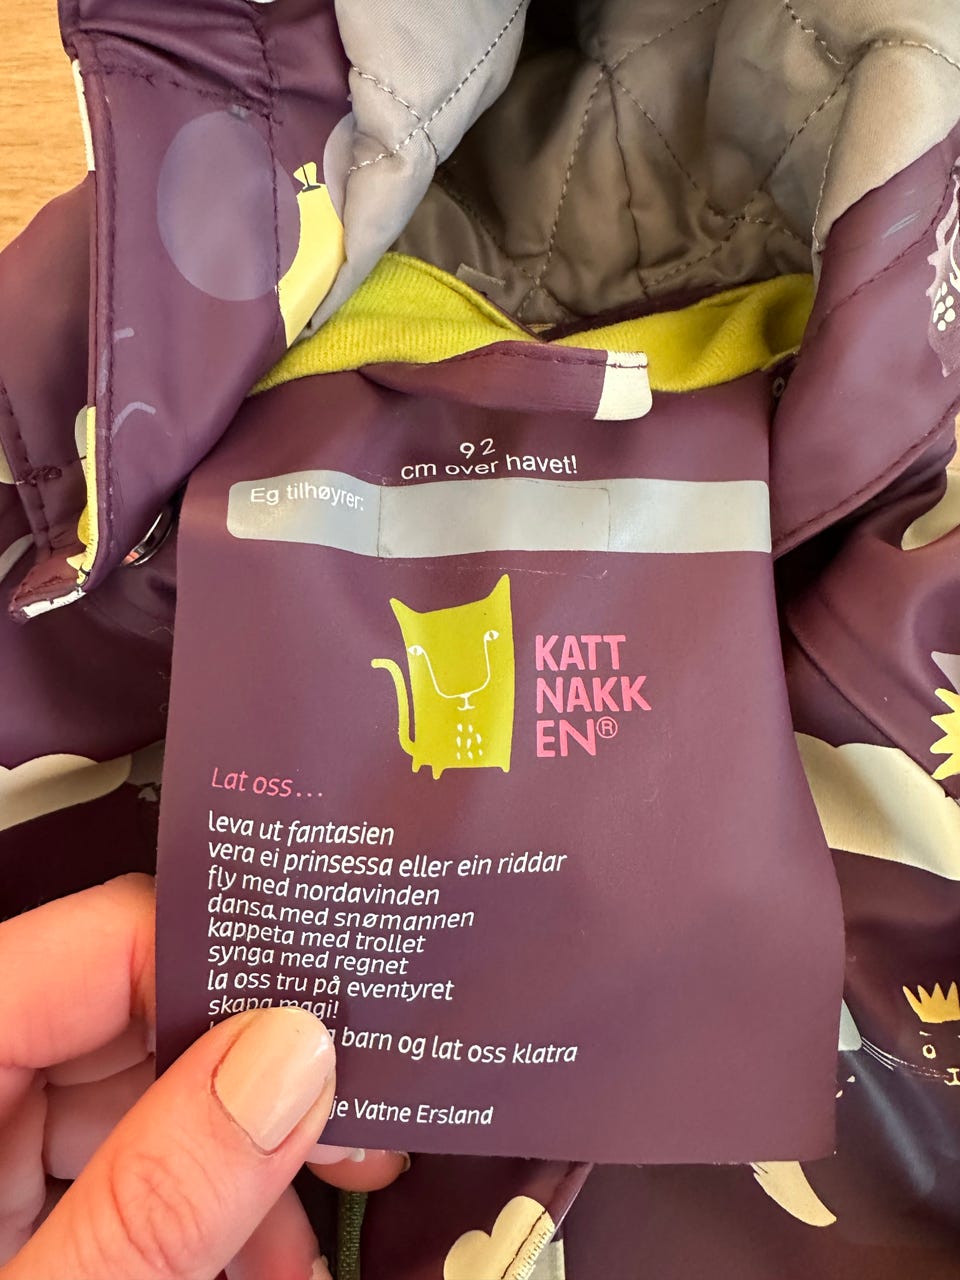 92
cm over havet!
Eg tilhøyrer:
KATT
NAKK
EN®
Lat oss...
leva ut fantasien
vera ei prinsessa eller ein riddar
fly med nordavinden
dansa med snømannen
kappeta med trollet
synga med regnet
la oss tru på eventyret
skapa magi!
barn og lat oss klatra
Vatne Ersland